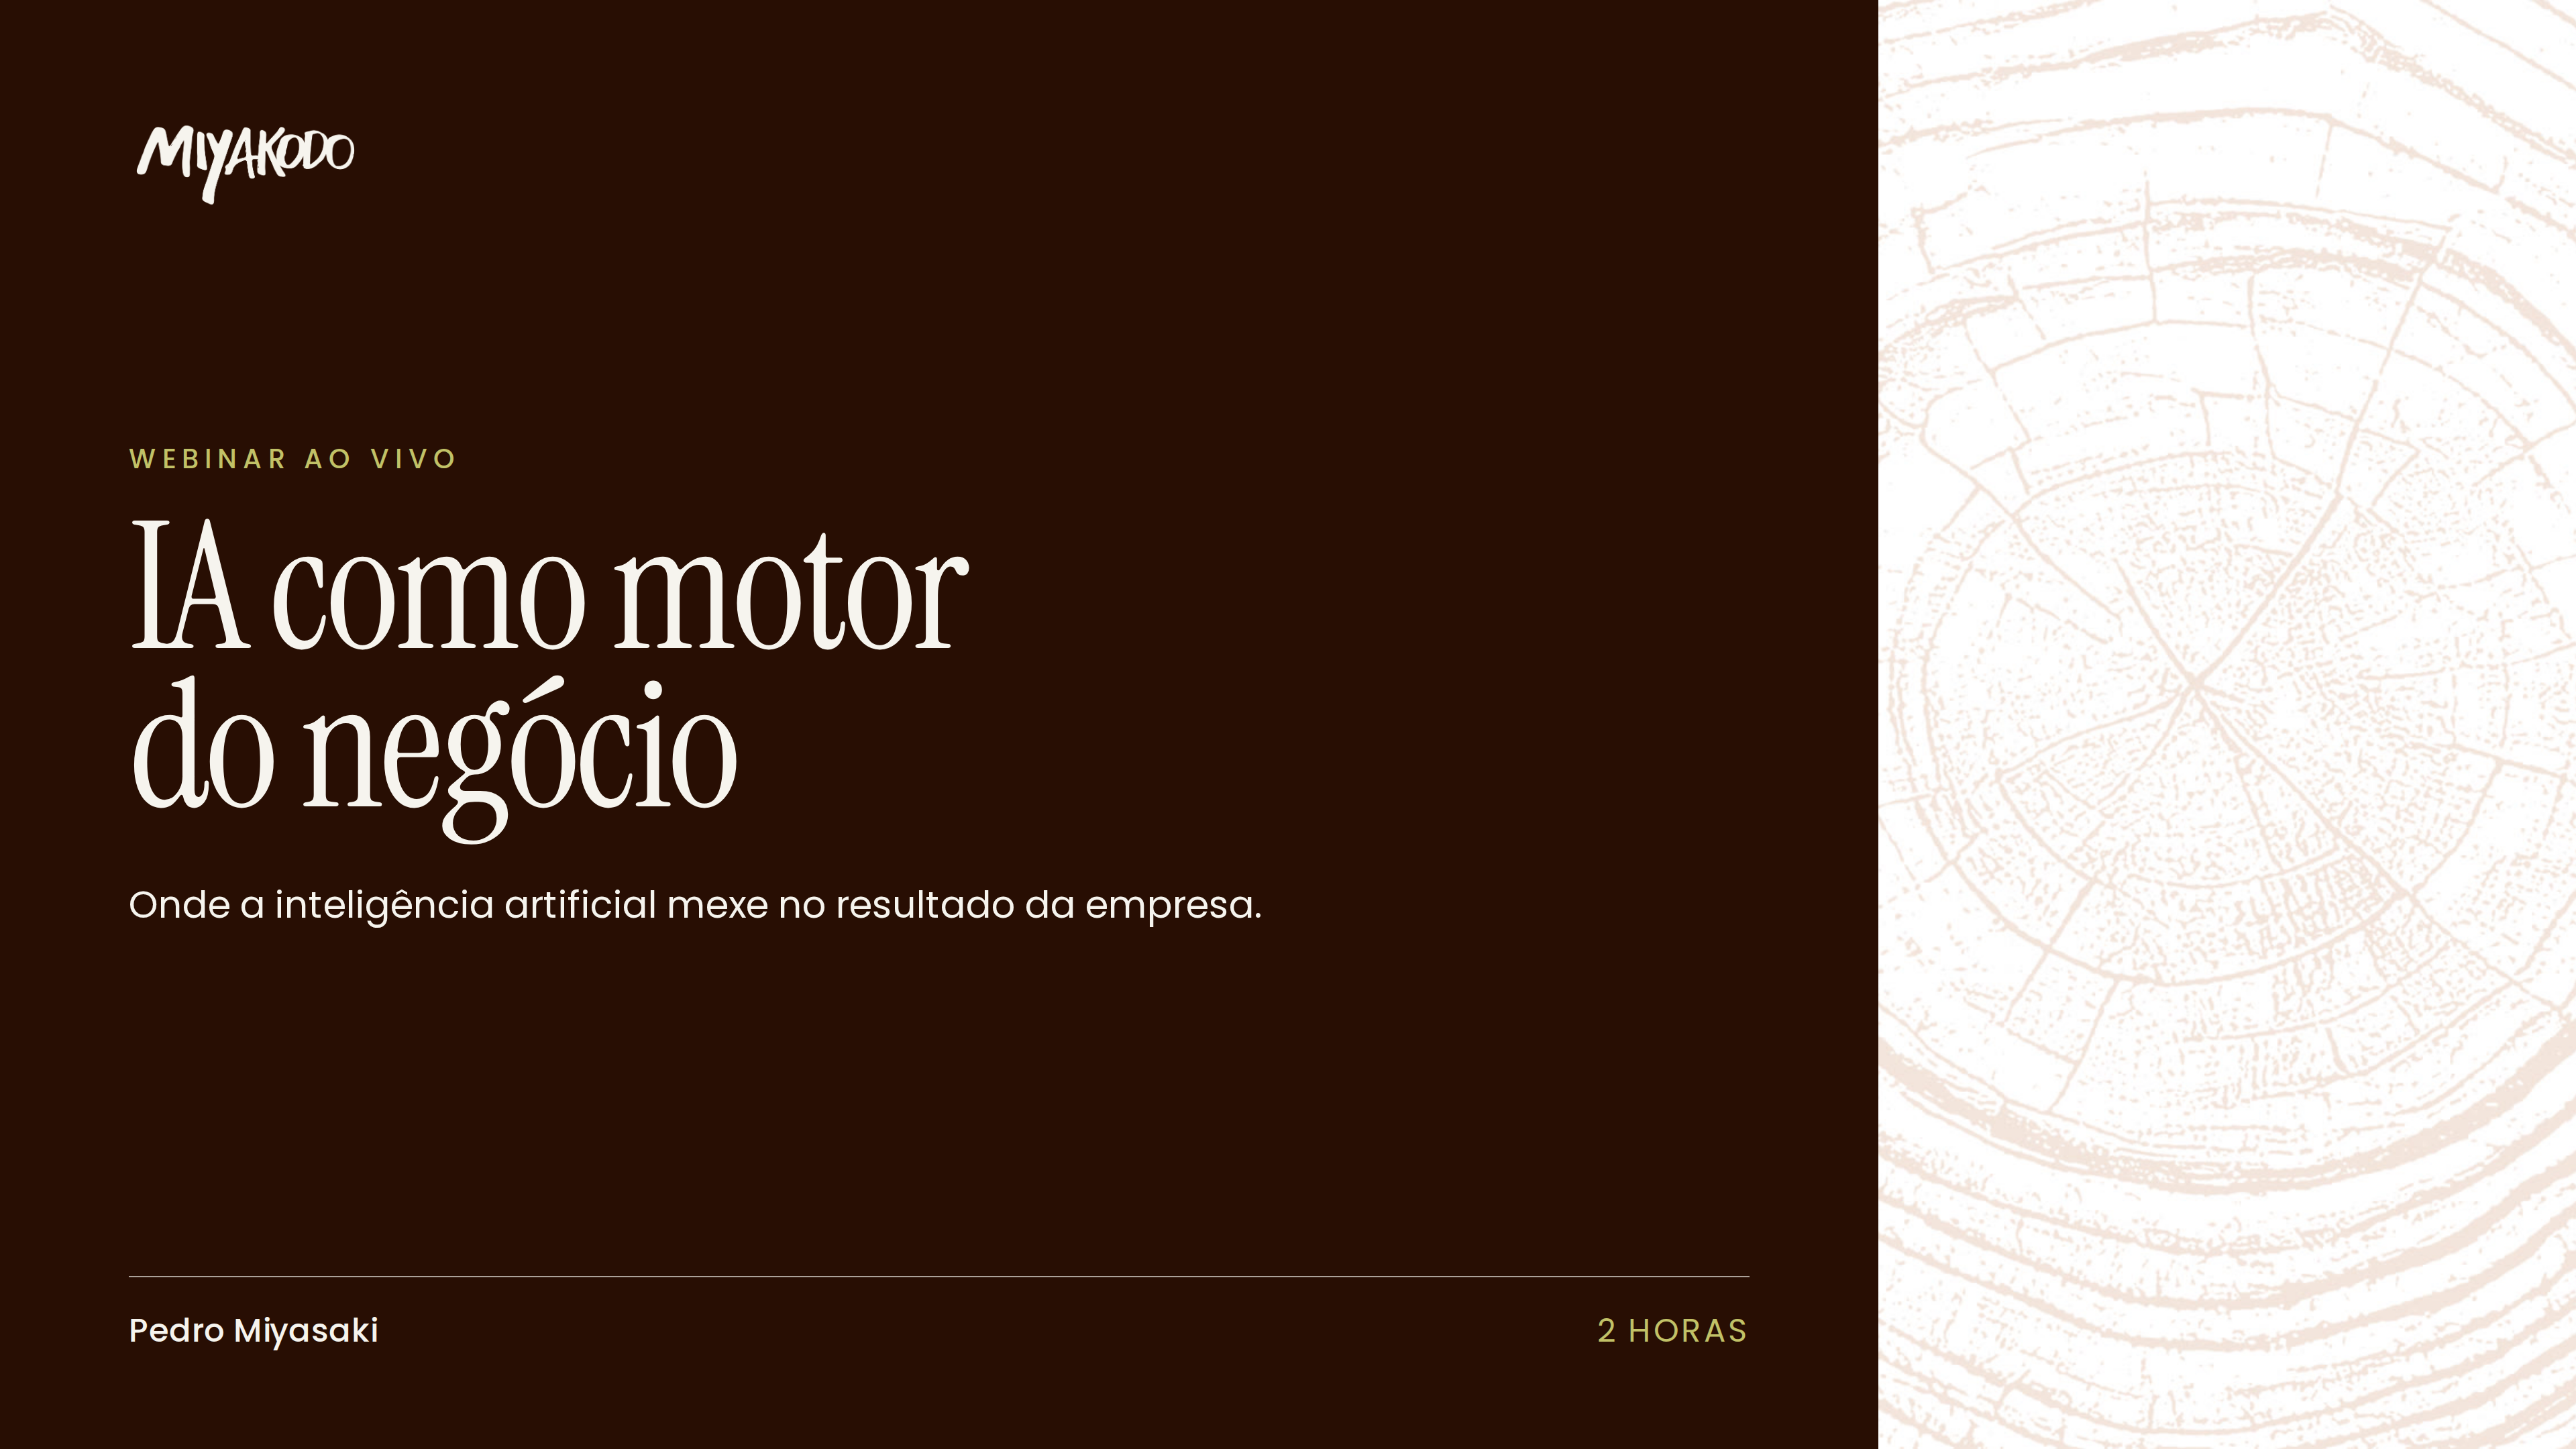 MIYAKODO
WEBINAR AO VIVO
IA como motor
do negócio
Onde a inteligência artificial mexe no resultado da empresa.
Pedro Miyasaki
2 HORAS